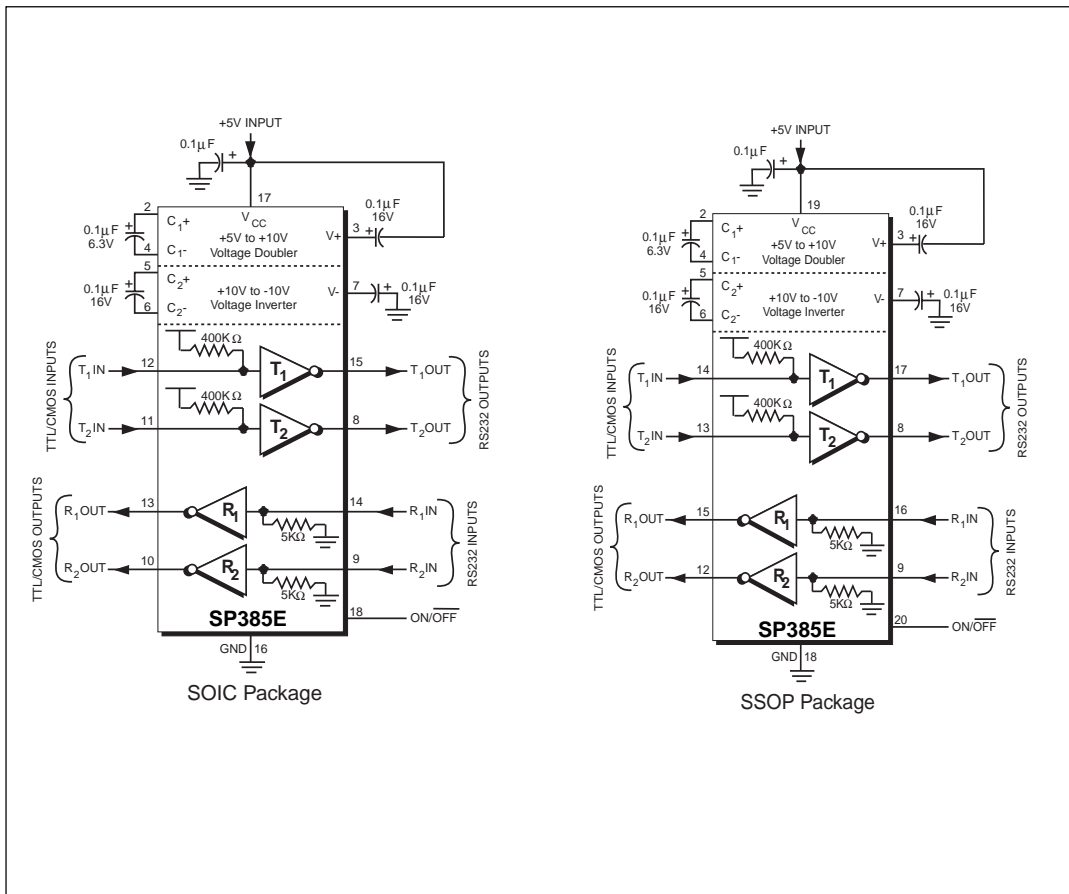 +5V INPUT
0.1µF
+
17
2
C1+
VCC
0.1µF
16V
0.1µF
6.3V
+
+5V to +10V
Voltage Doubler
V+
3
+
4
C1-
5
C2+
0.1µF
16V
+
+10V to -10V
Voltage Inverter
V-
7
+
0.1µF
16V
6
C2-
400KΩ
TTL/CMOS INPUTS
T1IN
12
T1
15
T1OUT
RS232 OUTPUTS
400KΩ
T2IN
11
T2
8
T2OUT
TTL/CMOS OUTPUTS
R1OUT
13
R1
14
R1IN
RS232 INPUTS
5KΩ
R2OUT
10
R2
9
R2IN
5KΩ
SP385E
18
ON/OFF
GND
16
SOIC Package
+5V INPUT
0.1µF
+
19
2
C1+
VCC
0.1µF
16V
0.1µF
6.3V
+
+5V to +10V
Voltage Doubler
V+
3
+
4
C1-
5
C2+
0.1µF
16V
+
+10V to -10V
Voltage Inverter
V-
7
+
0.1µF
16V
6
C2-
400KΩ
TTL/CMOS INPUTS
T1IN
14
T1
17
T1OUT
RS232 OUTPUTS
400KΩ
T2IN
13
T2
8
T2OUT
TTL/CMOS OUTPUTS
R1OUT
15
R1
16
R1IN
RS232 INPUTS
5KΩ
R2OUT
12
R2
9
R2IN
5KΩ
SP385E
20
ON/OFF
GND
18
SSOP Package